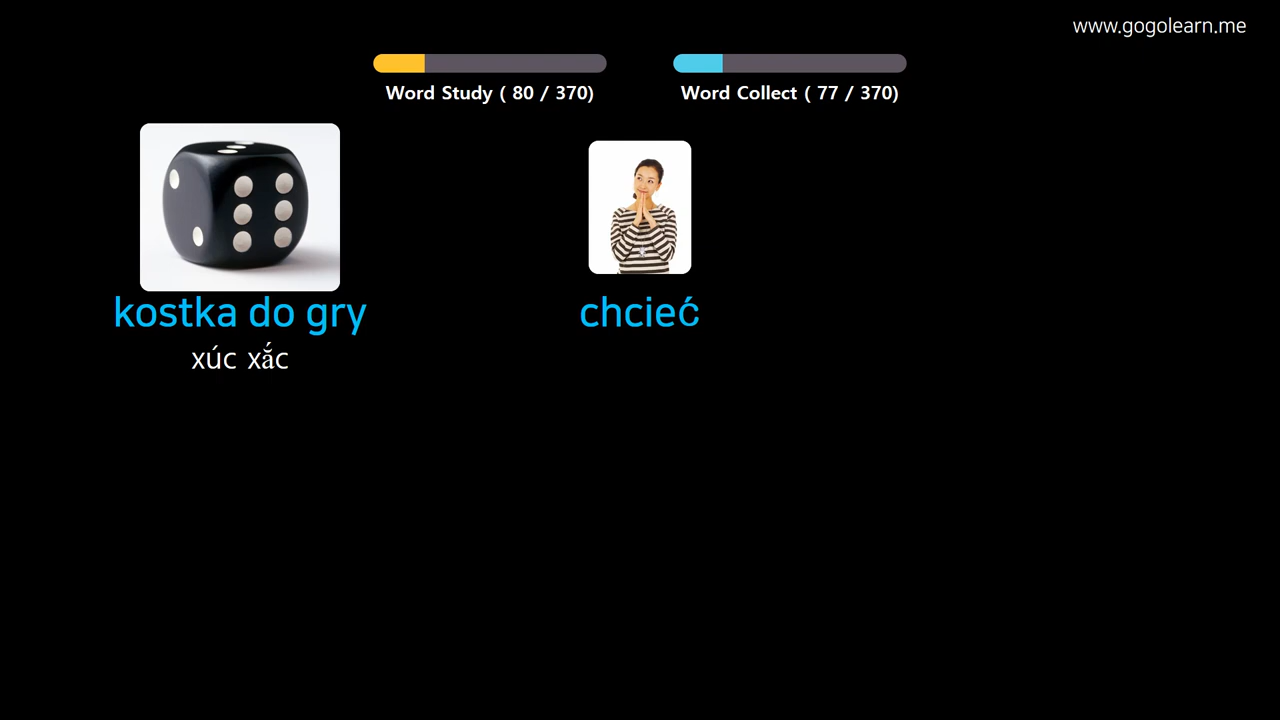 www.gogolearn.me
Word Study ( 80 / 370)
Word Collect ( 77 / 370)
kostka do gry
chcieć
xúc xắc